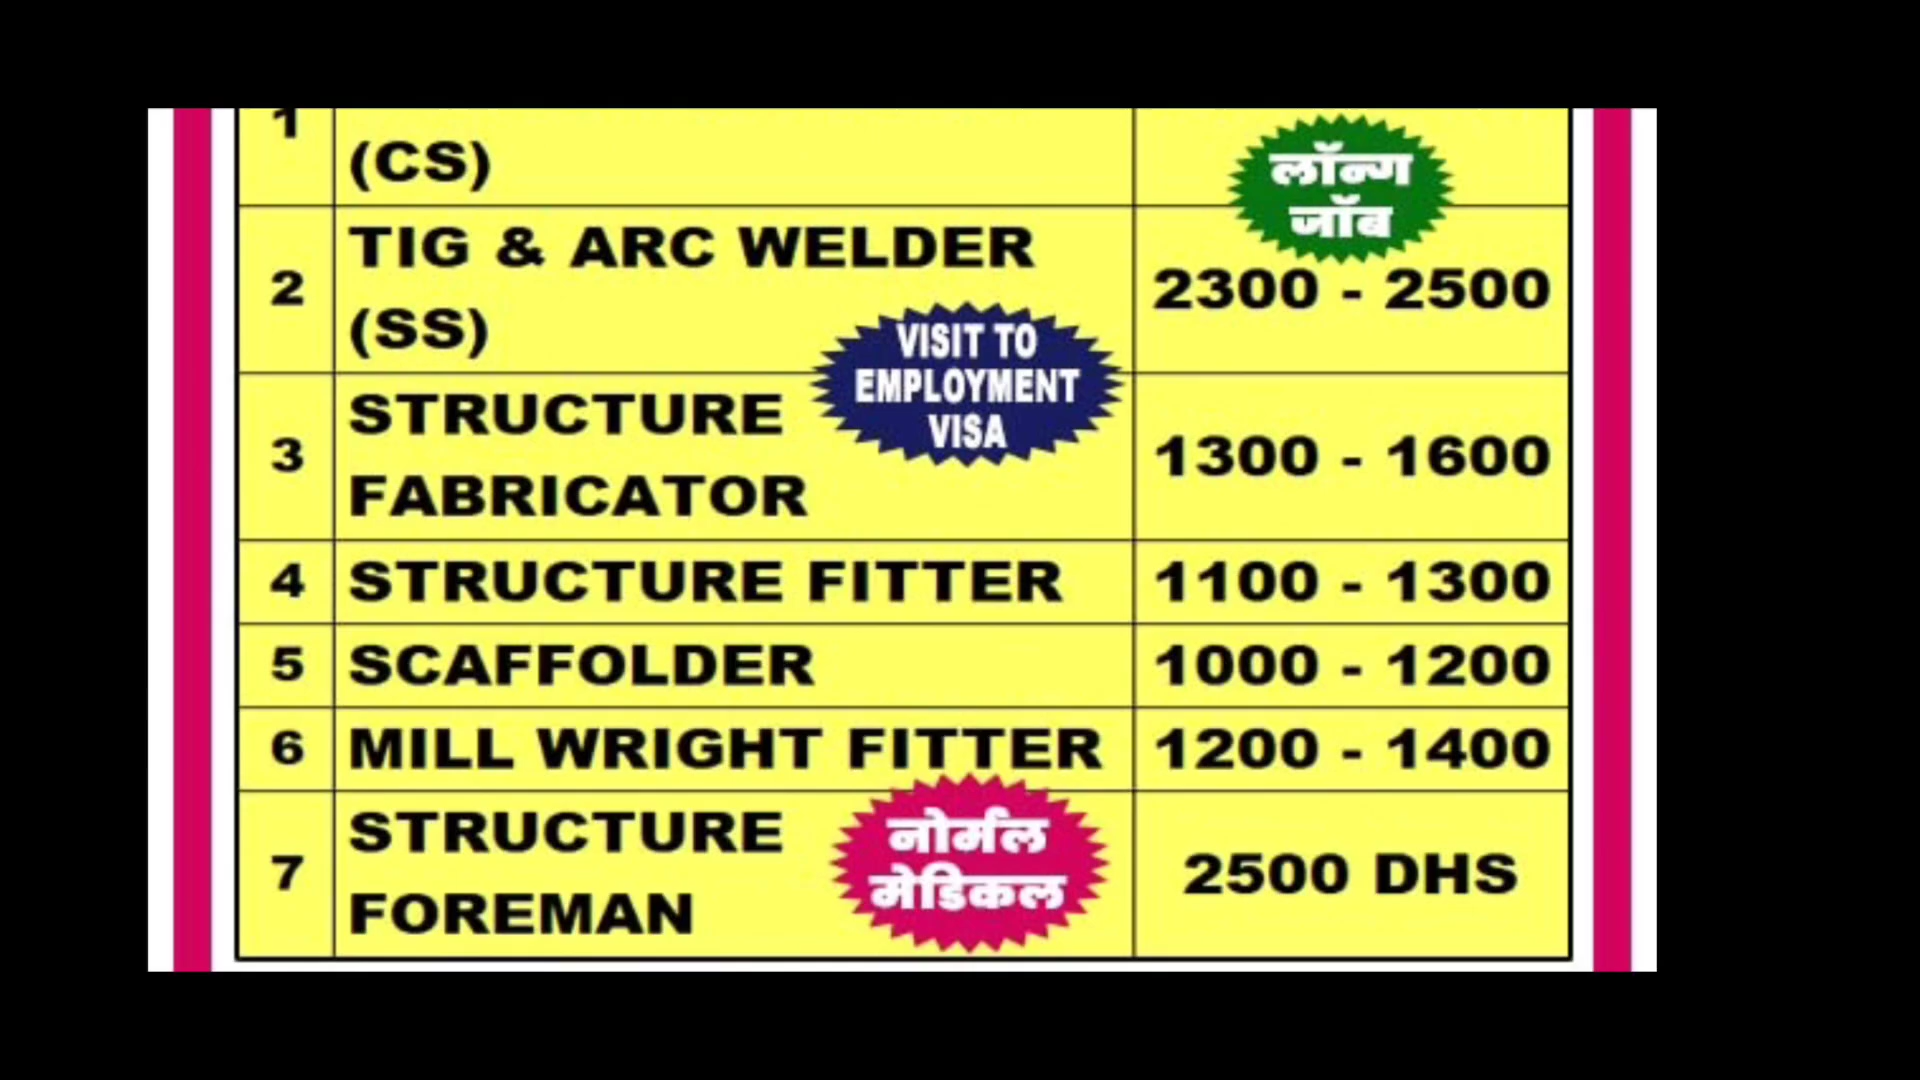 1
(CS)
लॉन्ग
जॉब
2
TIG & ARC WELDER
(SS)
2300 - 2500
VISIT TO
EMPLOYMENT
VISA
3
STRUCTURE
FABRICATOR
1300 - 1600
4 STRUCTURE FITTER 1100 - 1300
5 SCAFFOLDER 1000 - 1200
6 MILL WRIGHT FITTER 1200 - 1400
7
STRUCTURE
FOREMAN
नोर्मल
मेडिकल
2500 DHS